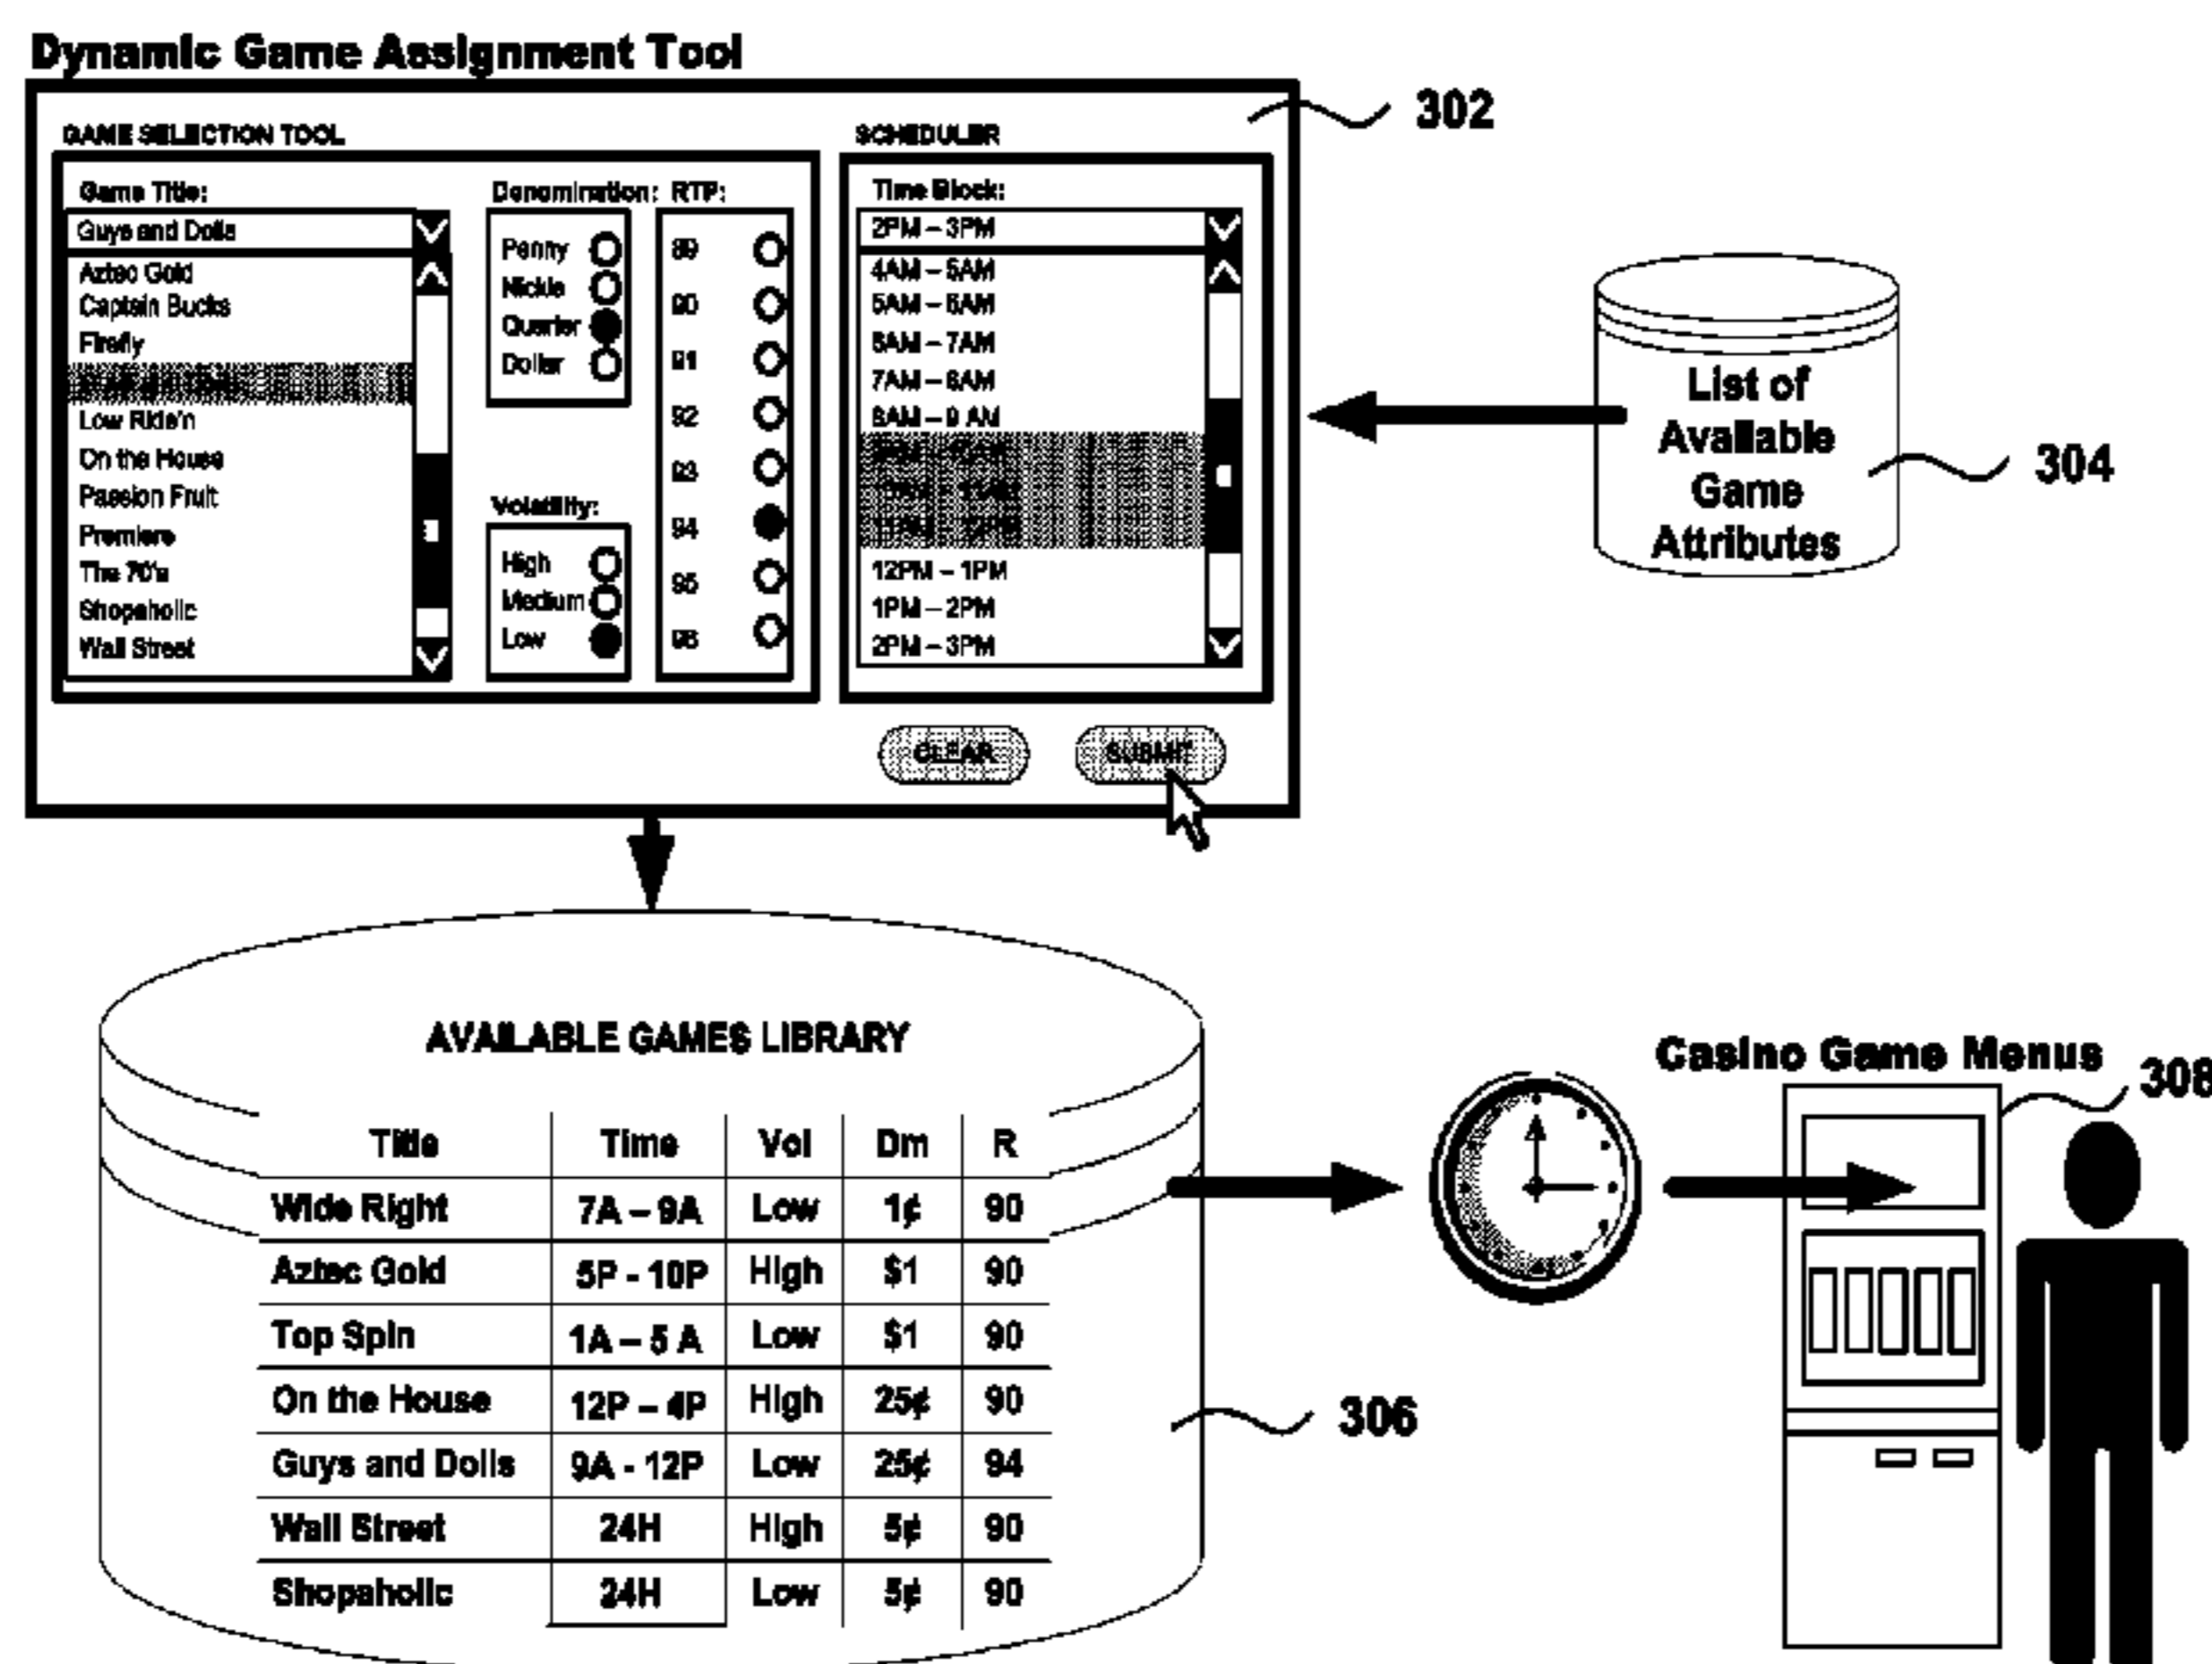 Dynamic Game Assignment Tool
302
GAME SELECTION TOOL
Game Title:
Guys and Dolls
Aztec Gold
Captain Bucks
Firefly
Low Ride'n
On the House
Passion Fruit
Premiere
The 70's
Shopaholic
Wall Street
Denomination:
Penny
Nickle
Quarter
Dollar
Volatility:
High
Medium
Low
RTP:
89
90
91
92
93
94
95
96
SCHEDULER
Time Block:
2PM – 3PM
4AM – 5AM
5AM – 6AM
6AM – 7AM
7AM – 8AM
8AM – 9 AM
12PM – 1PM
1PM – 2PM
2PM – 3PM
CLEAR
SUBMIT
List of
Available
Game
Attributes
304
AVAILABLE GAMES LIBRARY
Title Time Vol Dm R
Wide Right 7A – 9A Low 1¢ 90
Aztec Gold 5P - 10P High $1 90
Top Spin 1A – 5 A Low $1 90
On the House 12P – 4P High 25¢ 90
Guys and Dolls 9A - 12P Low 25¢ 94
Wall Street 24H High 5¢ 90
Shopaholic 24H Low 5¢ 90
306
Casino Game Menus
308